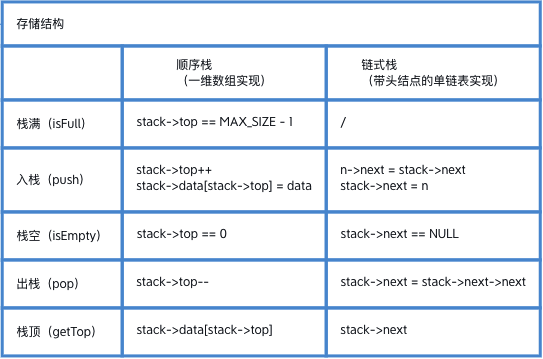 存储结构
顺序栈
（一维数组实现）
链式栈
（带头结点的单链表实现）
栈满（isFull）
stack->top == MAX_SIZE - 1
/
入栈（push）
stack->top++
stack->data[stack->top] = data
n->next = stack->next
stack->next = n
栈空（isEmpty）
stack->top == 0
stack->next == NULL
出栈（pop）
stack->top--
stack->next = stack->next->next
栈顶（getTop）
stack->data[stack->top]
stack->next